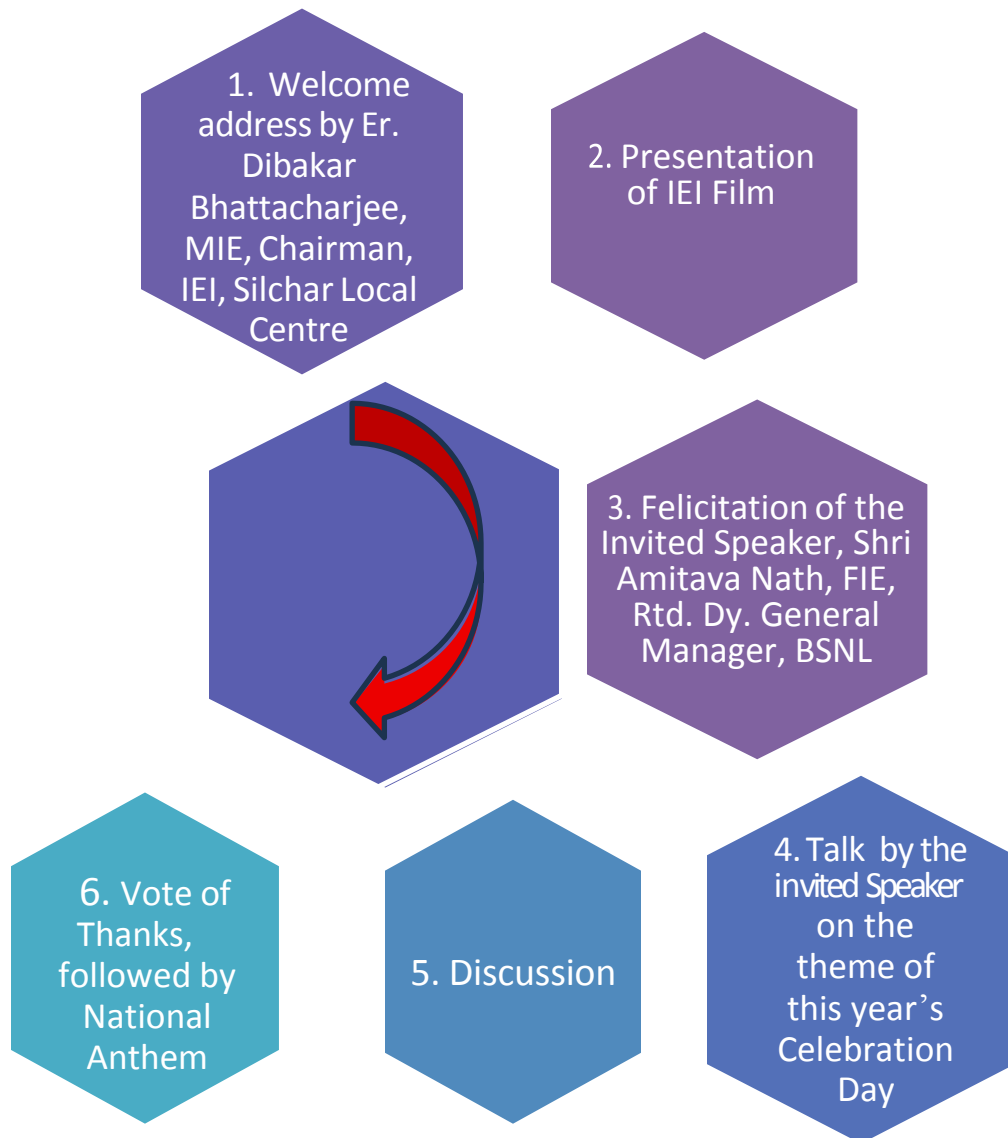 1. Welcome
address by Er.
Dibakar
Bhattacharjee,
MIE, Chairman,
IEI, Silchar Local
Centre
2. Presentation
of IEI Film
3. Felicitation of the
Invited Speaker, Shri
Amitava Nath, FIE,
Rtd. Dy. General
Manager, BSNL
4. Talk by the
invited Speaker
on the
theme of
this year’s
Celebration
Day
5. Discussion
6. Vote of
Thanks,
followed by
National
Anthem